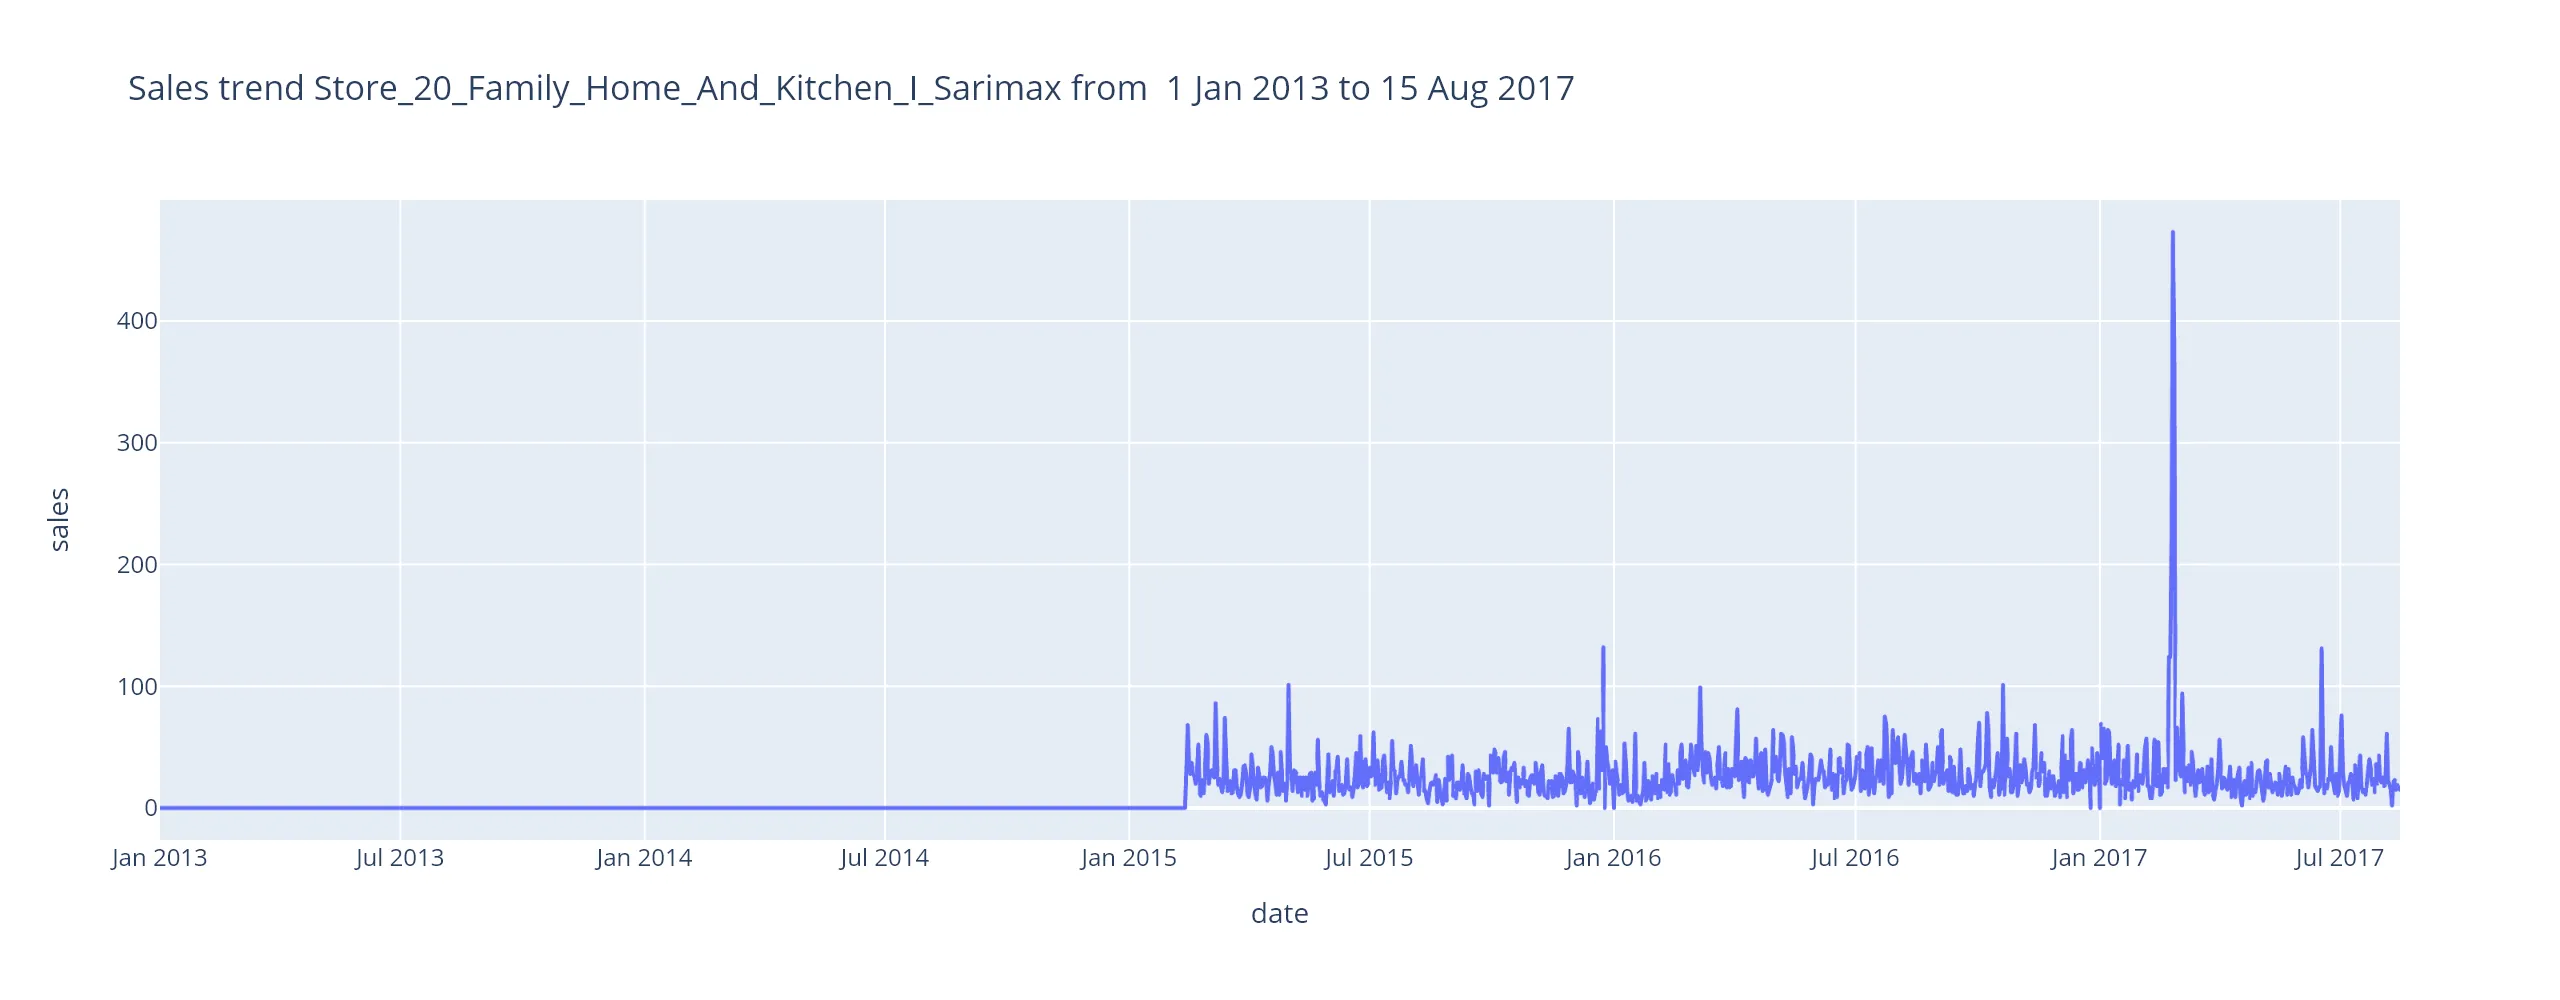 Sales trend Store_20_Family_Home_And_Kitchen_I_Sarimax from  1 Jan 2013 to 15 Aug 2017
400
300
200
100
0
sales
Jan 2013 Jul 2013 Jan 2014 Jul 2014 Jan 2015 Jul 2015 Jan 2016 Jul 2016 Jan 2017 Jul 2017
date